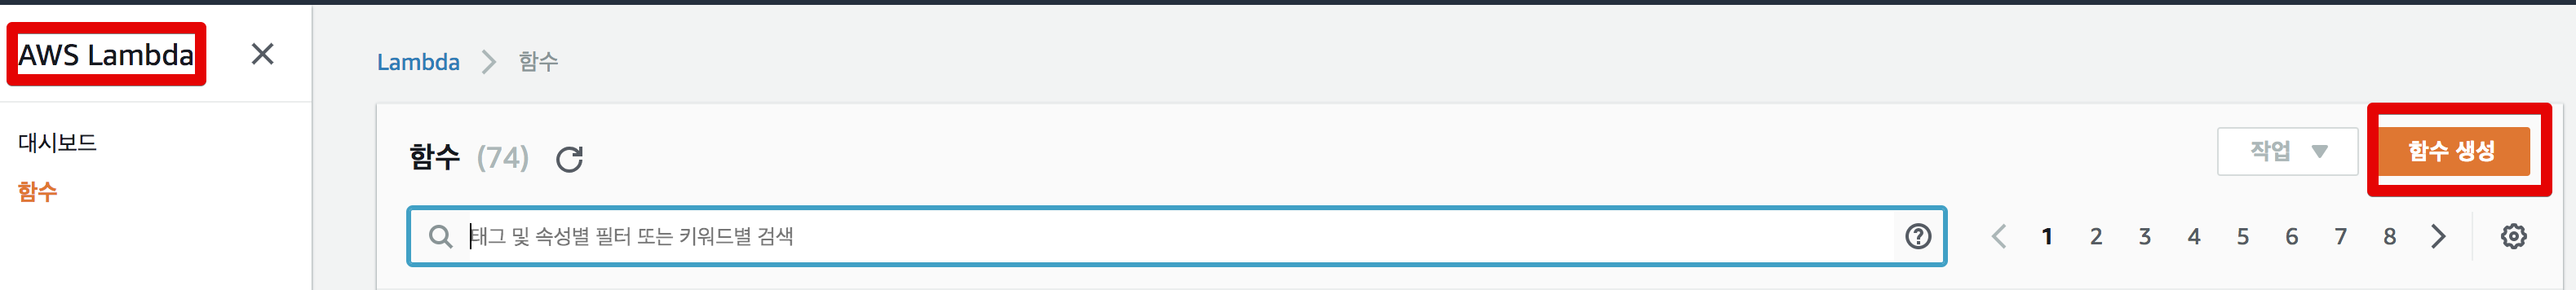 AWS Lambda
대시보드
함수
Lambda > 함수
함수 (74)
작업
함수 생성
태그 및 속성별 필터 또는 키워드별 검색
1 2 3 4 5 6 7 8